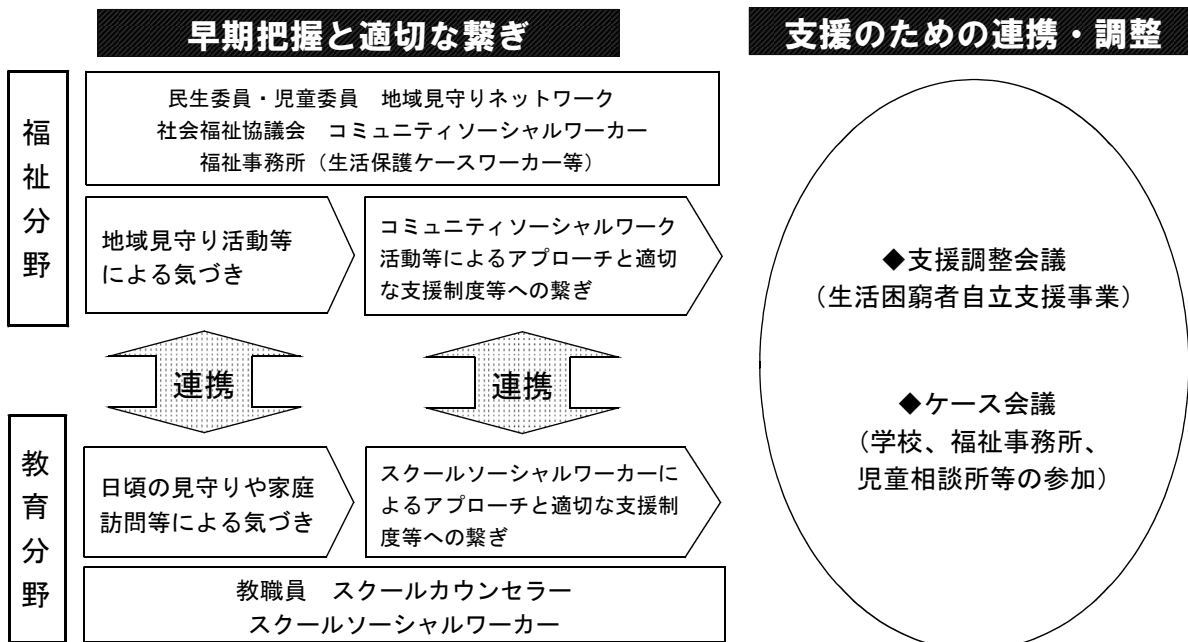 早期把握と適切な繋ぎ
支援のための連携・調整
福祉分野
民生委員・児童委員　地域見守りネットワーク
社会福祉協議会　コミュニティソーシャルワーカー
福祉事務所（生活保護ケースワーカー等）
地域見守り活動等
による気づき
コミュニティソーシャルワーク
活動等によるアプローチと適切
な支援制度等への繋ぎ
連携
連携
教育分野
日頃の見守りや家庭
訪問等による気づき
スクールソーシャルワーカーに
よるアプローチと適切な支援制
度等への繋ぎ
教職員　スクールカウンセラー
スクールソーシャルワーカー
◆支援調整会議
（生活困窮者自立支援事業）
◆ケース会議
（学校、福祉事務所、
児童相談所等の参加）